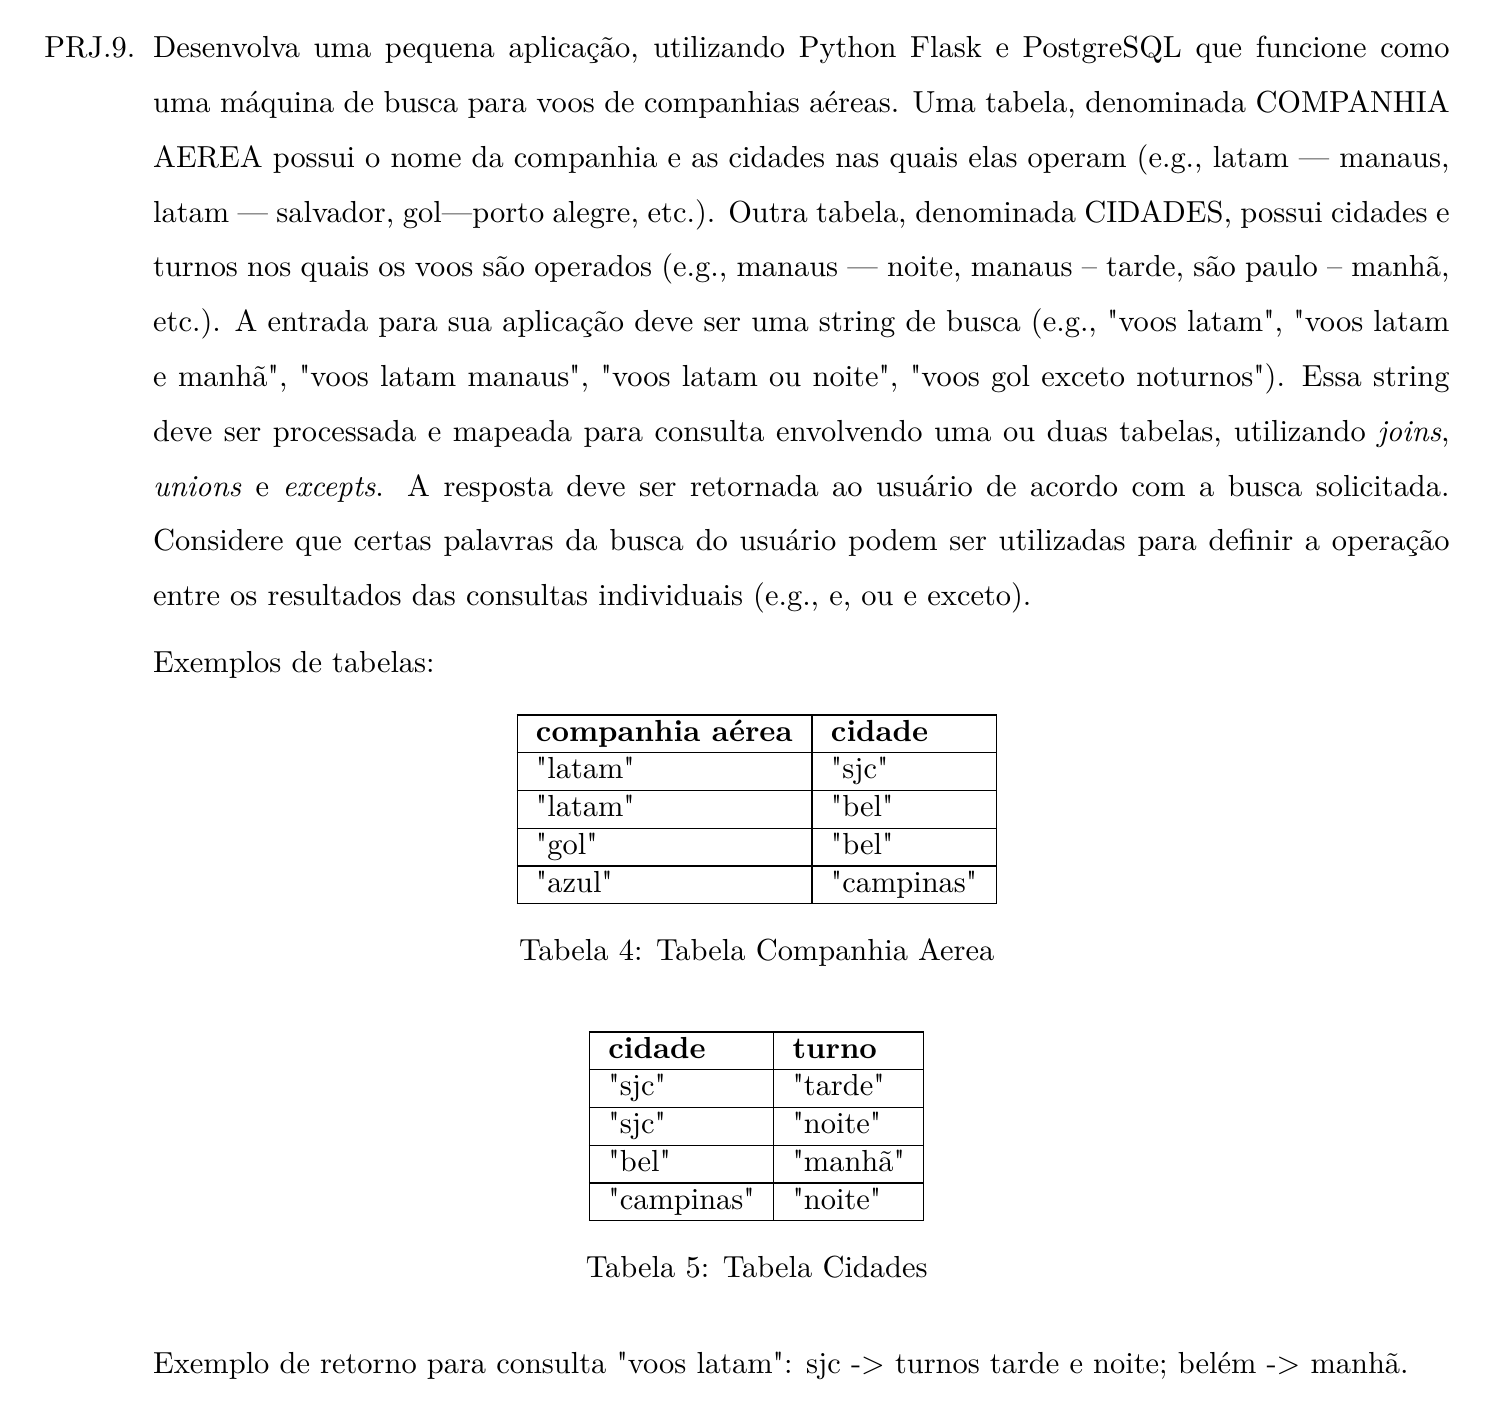 PRJ.9. Desenvolva uma pequena aplicação, utilizando Python Flask e PostgreSQL que funcione como
uma máquina de busca para voos de companhias aéreas. Uma tabela, denominada COMPANHIA
AEREA possui o nome da companhia e as cidades nas quais elas operam (e.g., latam — manaus,
latam — salvador, gol—porto alegre, etc.). Outra tabela, denominada CIDADES, possui cidades e
turnos nos quais os voos são operados (e.g., manaus — noite, manaus – tarde, são paulo – manhã,
etc.). A entrada para sua aplicação deve ser uma string de busca (e.g., "voos latam", "voos latam
e manhã", "voos latam manaus", "voos latam ou noite", "voos gol exceto noturnos"). Essa string
deve ser processada e mapeada para consulta envolvendo uma ou duas tabelas, utilizando joins,
unions e excepts. A resposta deve ser retornada ao usuário de acordo com a busca solicitada.
Considere que certas palavras da busca do usuário podem ser utilizadas para definir a operação
entre os resultados das consultas individuais (e.g., e, ou e exceto).
Exemplos de tabelas:
companhia aérea cidade
"latam" "sjc"
"latam" "bel"
"gol" "bel"
"azul" "campinas"
Tabela 4: Tabela Companhia Aerea
cidade turno
"sjc" "tarde"
"sjc" "noite"
"bel" "manhã"
"campinas" "noite"
Tabela 5: Tabela Cidades
Exemplo de retorno para consulta "voos latam": sjc -> turnos tarde e noite; belém -> manhã.